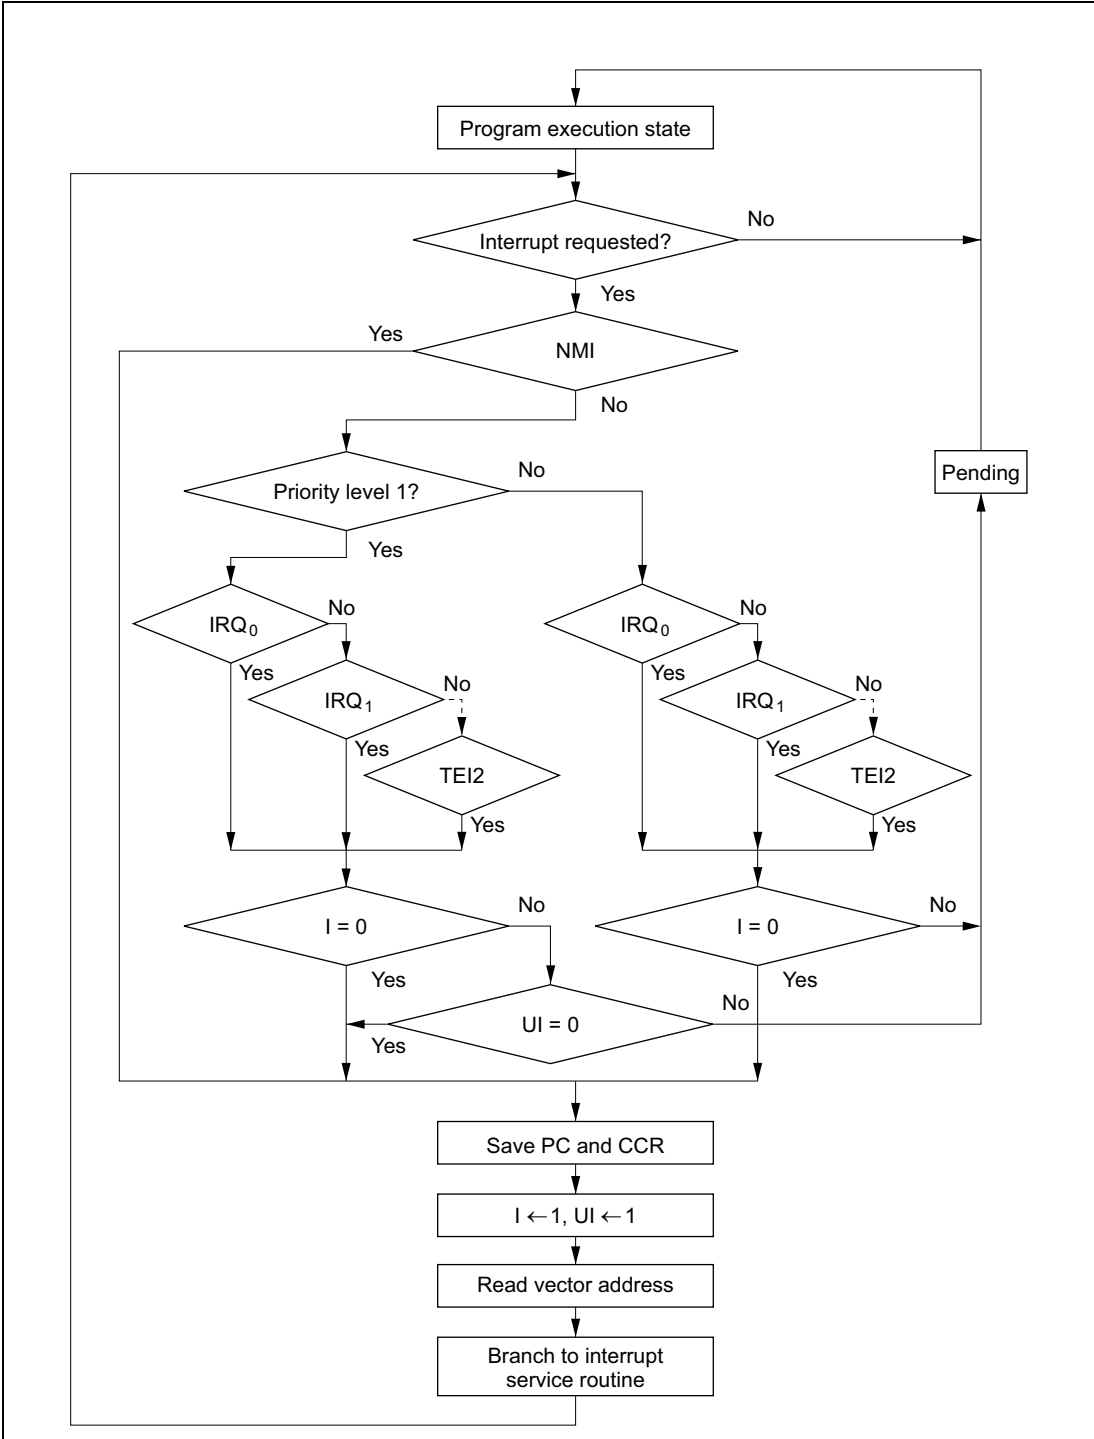 Program execution state
No
Interrupt requested?
Yes
Yes
NMI
No
No
Pending
Priority level 1?
Yes
No
No
IRQ0
IRQ0
Yes
No
Yes
No
IRQ1
IRQ1
Yes
Yes
TEI2
TEI2
Yes
Yes
No
No
I = 0
I = 0
Yes
Yes
No
UI = 0
Yes
Save PC and CCR
I ← 1, UI ← 1
Read vector address
Branch to interrupt
service routine